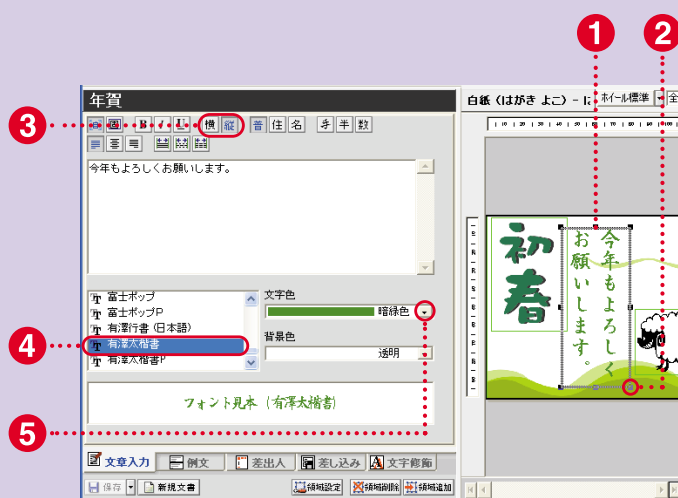 1 2
年賀
3
B I U 横 縦 普 住 名 手 半 数
今年もよろしくお願いします。
富士ポップ
富士ポップP
有澤行書 (日本語)
有澤太楷書
有澤太楷書P
4
文字色
暗緑色
背景色
透明
フォント見本 (有澤太楷書)
5
文章入力 例文 差出人 差し込み 文字修飾
保存 新規文書 領域設定 領域削除 領域追加
白紙 (はがき よこ) -
ホイール標準 全
初春
今年もよろしく
お願いします。